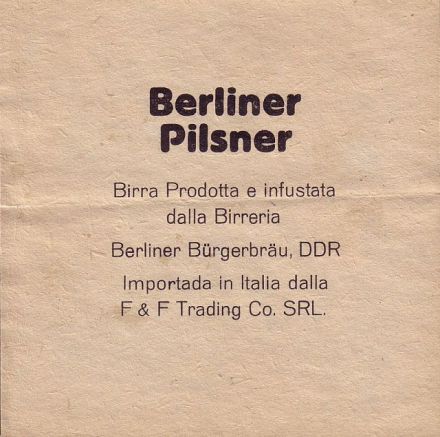 Berliner
Pilsner
Birra Prodotta e infustata
dalla Birreria
Berliner Bürgerbräu, DDR
Importada in Italia dalla
F & F Trading Co. SRL.